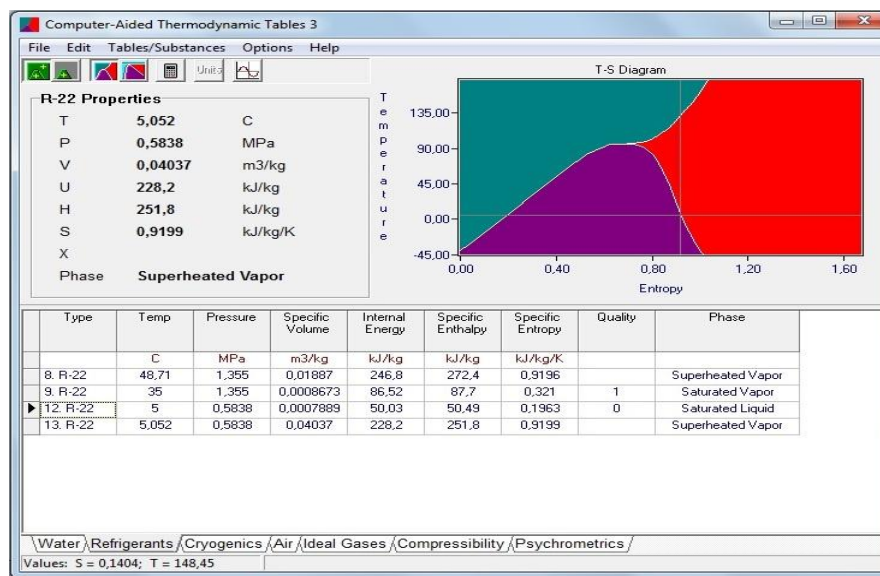 Computer-Aided Thermodynamic Tables 3
File Edit Tables/Substances Options Help
Units
R-22 Properties
T 5,052 C
P 0,5838 MPa
V 0,04037 m3/kg
U 228,2 kJ/kg
H 251,8 kJ/kg
S 0,9199 kJ/kg/K
X
Phase Superheated Vapor
T-S Diagram
Temperature
135,00
90,00
45,00
0,00
-45,00
0,00 0,40 0,80 1,20 1,60
Entropy
Type Temp Pressure Specific Volume Internal Energy Specific Enthalpy Specific Entropy Quality Phase
C MPa m3/kg kJ/kg kJ/kg kJ/kg/K
8. R-22 48,71 1,355 0,01887 246,8 272,4 0,9196 Superheated Vapor
9. R-22 35 1,355 0,0008673 86,52 87,7 0,321 1 Saturated Vapor
12. R-22 5 0,5838 0,0007889 50,03 50,49 0,1963 0 Saturated Liquid
13. R-22 5,052 0,5838 0,04037 228,2 251,8 0,9199 Superheated Vapor
Water Refrigerants Cryogenics Air Ideal Gases Compressibility Psychrometrics
Values: S = 0,1404; T = 148,45